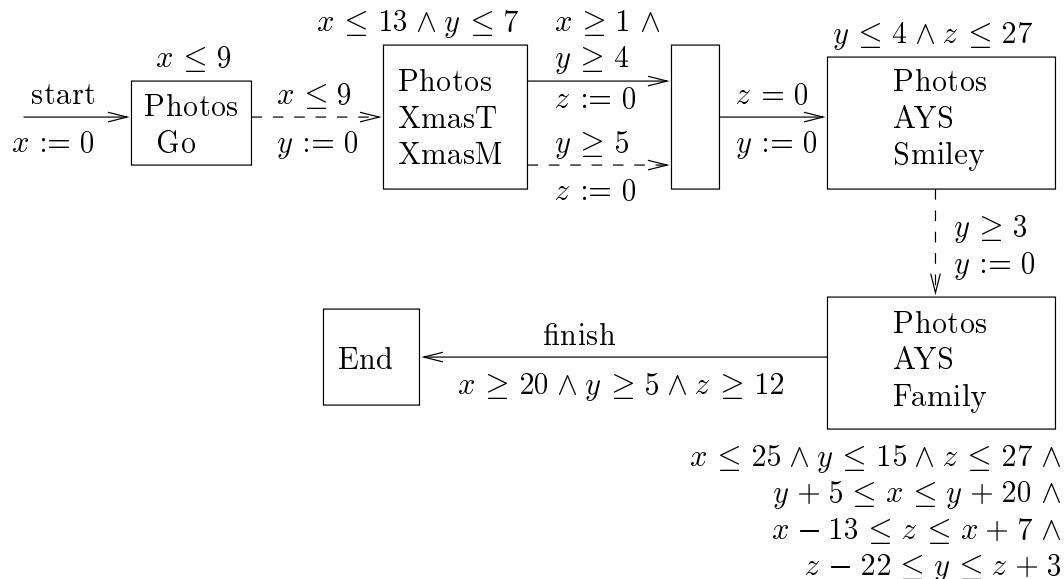 x ≤ 13 ∧ y ≤ 7
x ≥ 1 ∧
y ≤ 4 ∧ z ≤ 27
x ≤ 9
y ≥ 4
start
Photos
x ≤ 9
Photos
z := 0
z = 0
Photos
x := 0
Go
y := 0
XmasT
XmasM
y ≥ 5
z := 0
y := 0
AYS
Smiley
y ≥ 3
y := 0
Photos
AYS
Family
finish
End
x ≥ 20 ∧ y ≥ 5 ∧ z ≥ 12
x ≤ 25 ∧ y ≤ 15 ∧ z ≤ 27 ∧
y + 5 ≤ x ≤ y + 20 ∧
x − 13 ≤ z ≤ x + 7 ∧
z − 22 ≤ y ≤ z + 3